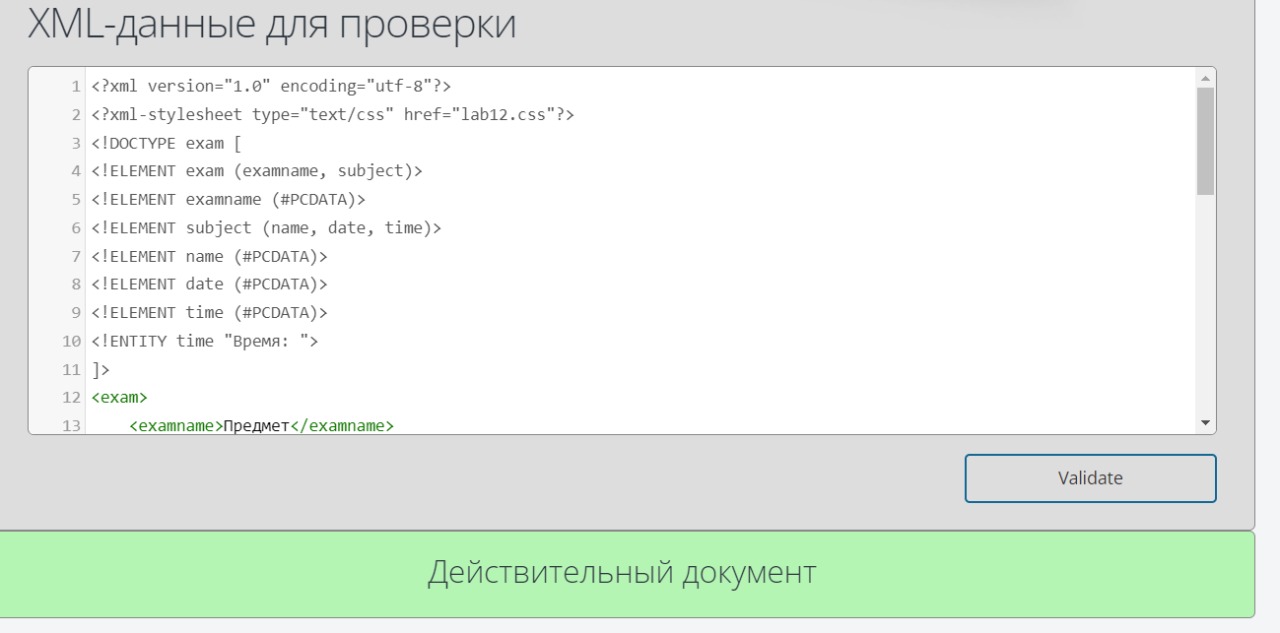 XML-данные для проверки
1 <?xml version="1.0" encoding="utf-8"?>
2 <?xml-stylesheet type="text/css" href="lab12.css"?>
3 <!DOCTYPE exam [
4 <!ELEMENT exam (examname, subject)>
5 <!ELEMENT examname (#PCDATA)>
6 <!ELEMENT subject (name, date, time)>
7 <!ELEMENT name (#PCDATA)>
8 <!ELEMENT date (#PCDATA)>
9 <!ELEMENT time (#PCDATA)>
10 <!ENTITY time "Время: ">
11 ]>
12 <exam>
13 <examname>Предмет</examname>
Validate
Действительный документ